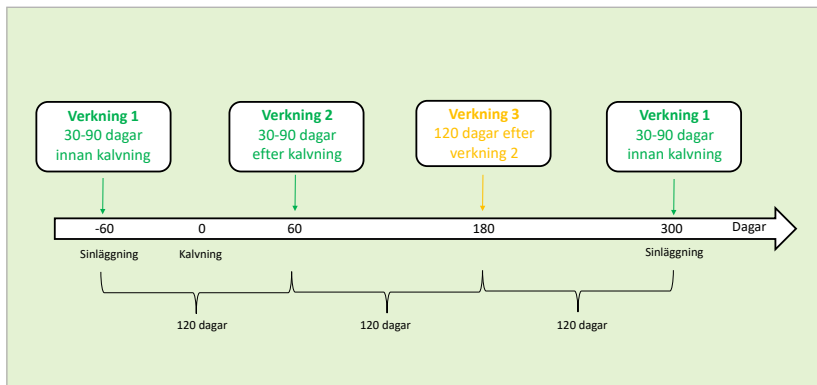 Verkning 1
30-90 dagar
innan kalvning
Verkning 2
30-90 dagar
efter kalvning
Verkning 3
120 dagar efter
verkning 2
Verkning 1
30-90 dagar
innan kalvning
-60
0
60
180
300
Dagar
Sinläggning
Kalvning
Sinläggning
120 dagar
120 dagar
120 dagar